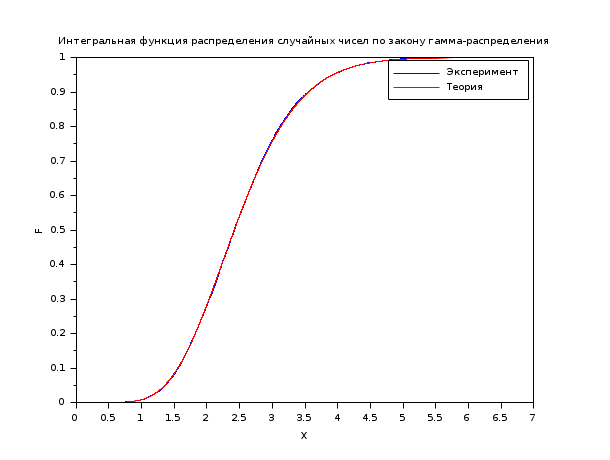 Интегральная функция распределения случайных чисел по закону гамма-распределения
Эксперимент
Теория
F
1
0.9
0.8
0.7
0.6
0.5
0.4
0.3
0.2
0.1
0
0 0.5 1 1.5 2 2.5 3 3.5 4 4.5 5 5.5 6 6.5 7
X